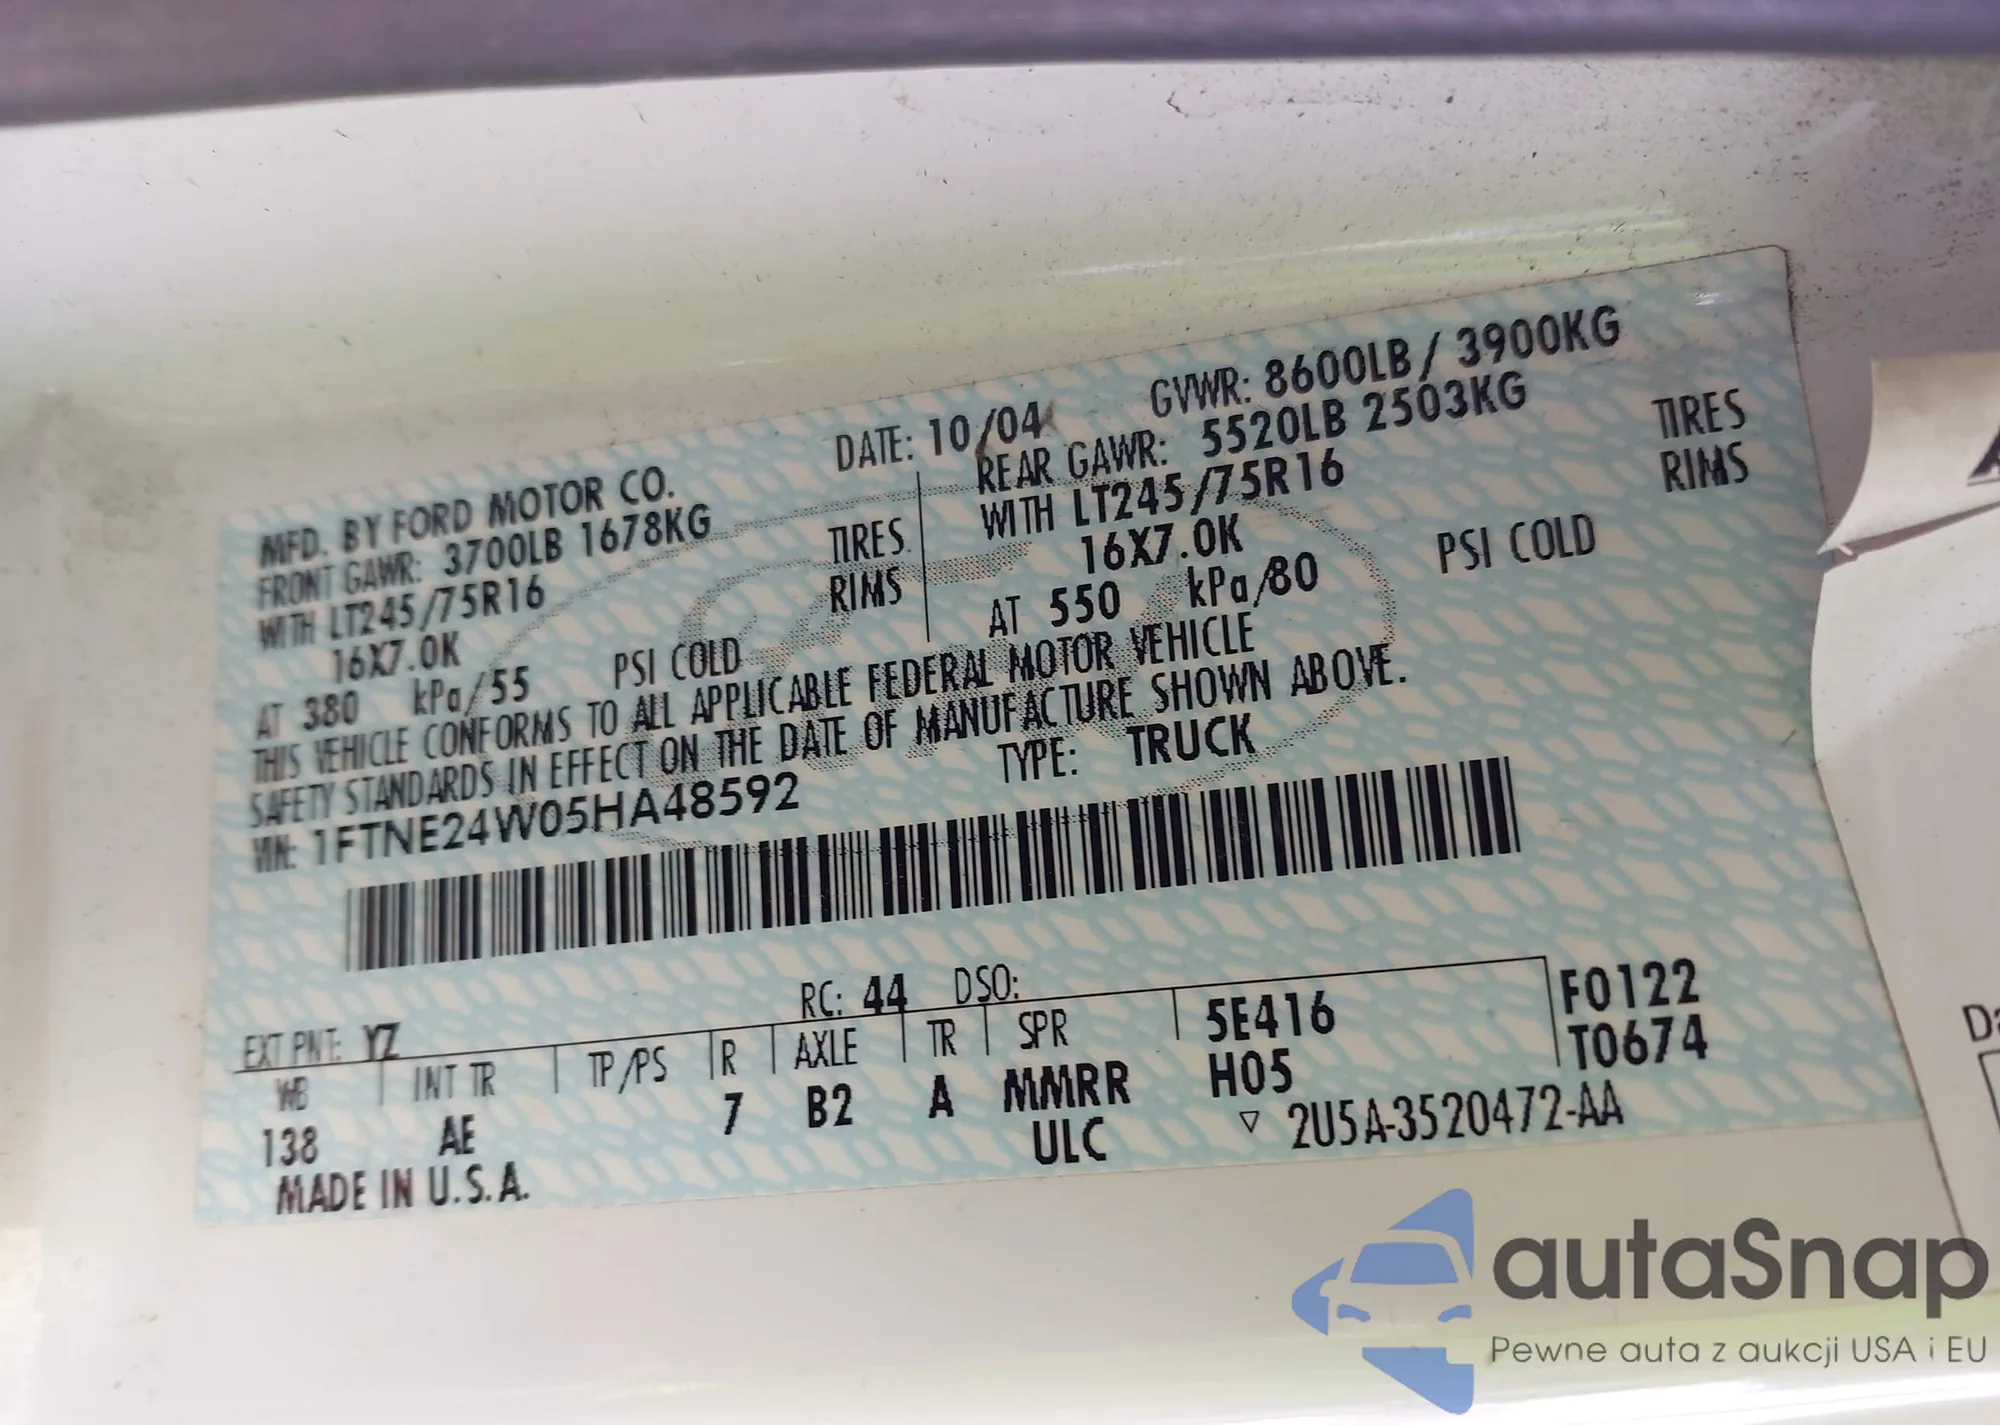 MFD. BY FORD MOTOR CO.
DATE: 10/04
GVWR: 8600LB / 3900KG
FRONT GAWR: 3700LB 1678KG
WITH LT245/75R16 TIRES
16X7.0K RIMS
AT 380 kPa/55 PSI COLD
REAR GAWR: 5520LB 2503KG
WITH LT245/75R16 TIRES
16X7.0K RIMS
AT 550 kPa/80 PSI COLD
THIS VEHICLE CONFORMS TO ALL APPLICABLE FEDERAL MOTOR VEHICLE
SAFETY STANDARDS IN EFFECT ON THE DATE OF MANUFACTURE SHOWN ABOVE.
VIN: 1FTNE24W05HA48592
TYPE: TRUCK
EXT PNT: YZ RC: 44 DSO:
WB INT TR TP/PS R AXLE TR SPR 5E416 F0122
138 AE 7 B2 A MMRR H05 T0674
ULC ▽ 2U5A-3520472-AA
MADE IN U.S.A.
autaSnap
Pewne auta z aukcji USA i EU